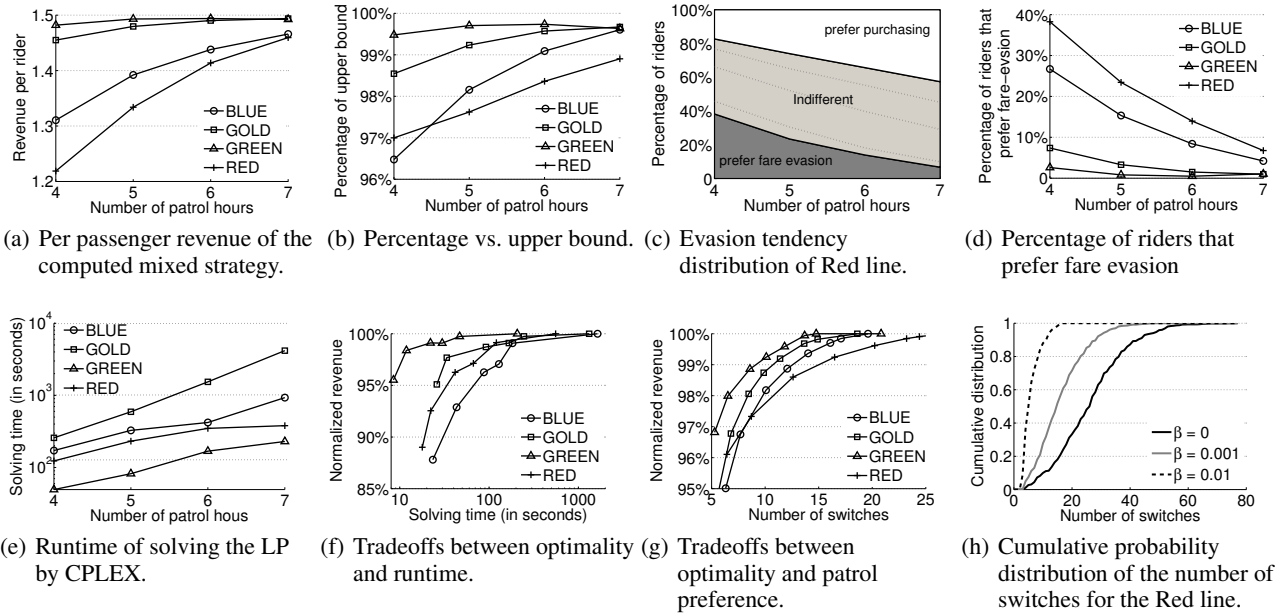 1.5
1.4
1.3
1.2
4 5 6 7
Revenue per rider
Number of patrol hours
BLUE
GOLD
GREEN
RED
(a) Per passenger revenue of the
computed mixed strategy.
100%
99%
98%
97%
96%
4 5 6 7
Percentage of upper bound
Number of patrol hours
BLUE
GOLD
GREEN
RED
(b) Percentage vs. upper bound.
100%
80%
60%
40%
20%
0
4 5 6 7
Percentage of riders
Number of patrol hours
prefer purchasing
Indifferent
prefer fare evasion
(c) Evasion tendency
distribution of Red line.
40%
30%
20%
10%
0
4 5 6 7
Percentage of riders that
prefer fare−evsion
Number of patrol hours
BLUE
GOLD
GREEN
RED
(d) Percentage of riders that
prefer fare evasion
10^4
10^3
10^2
4 5 6 7
Solving time (in seconds)
Number of patrol hous
BLUE
GOLD
GREEN
RED
(e) Runtime of solving the LP
by CPLEX.
100%
95%
90%
85%
10 100 1000
Normalized revenue
Solving time (in seconds)
BLUE
GOLD
GREEN
RED
(f) Tradeoffs between optimality
and runtime.
100%
99%
98%
97%
96%
95%
5 10 15 20 25
Normalized revenue
Number of switches
BLUE
GOLD
GREEN
RED
(g) Tradeoffs between
optimality and patrol
preference.
1
0.8
0.6
0.4
0.2
0
0 20 40 60 80
Cumulative distribution
Number of switches
β = 0
β = 0.001
β = 0.01
(h) Cumulative probability
distribution of the number of
switches for the Red line.